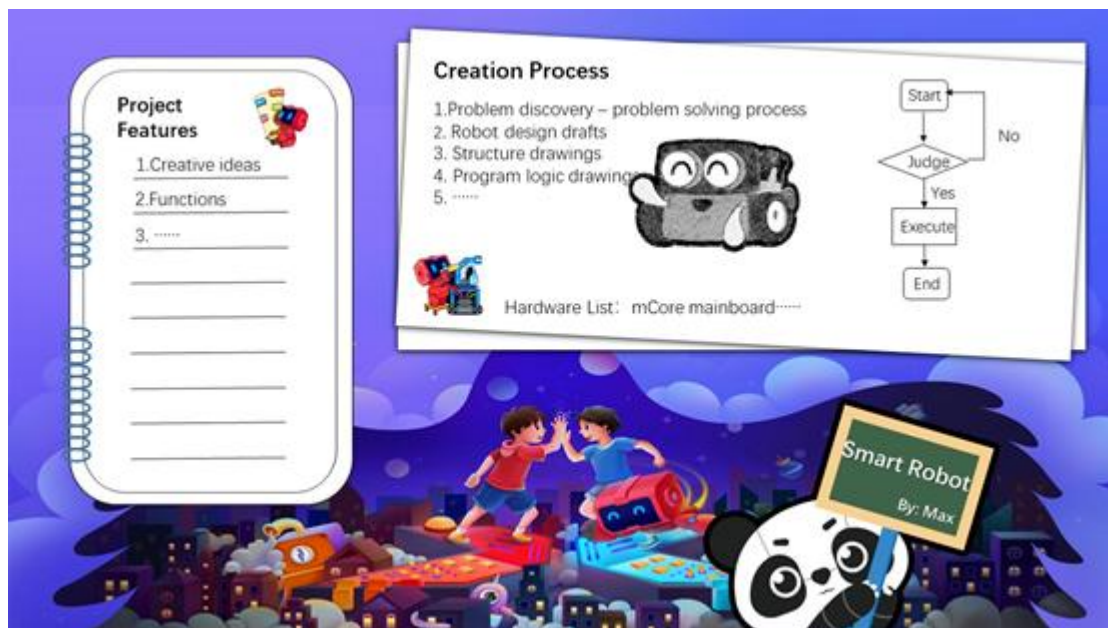 Project
Features
1.Creative ideas
2.Functions
3. ······
Creation Process
1.Problem discovery – problem solving process
2. Robot design drafts
3. Structure drawings
4. Program logic drawings
5. ······
Hardware List： mCore mainboard······
Start
No
Judge
Yes
Execute
End
Smart Robot
By: Max